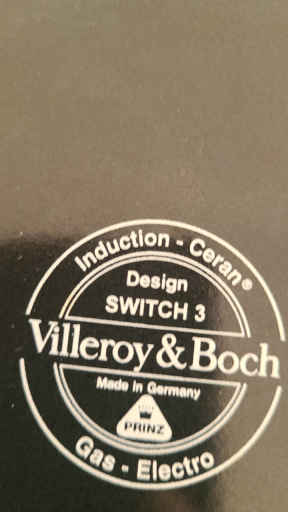 Induction - Ceran®
Design
SWITCH 3
Villeroy & Boch
Made in Germany
PRINZ
Gas - Electro